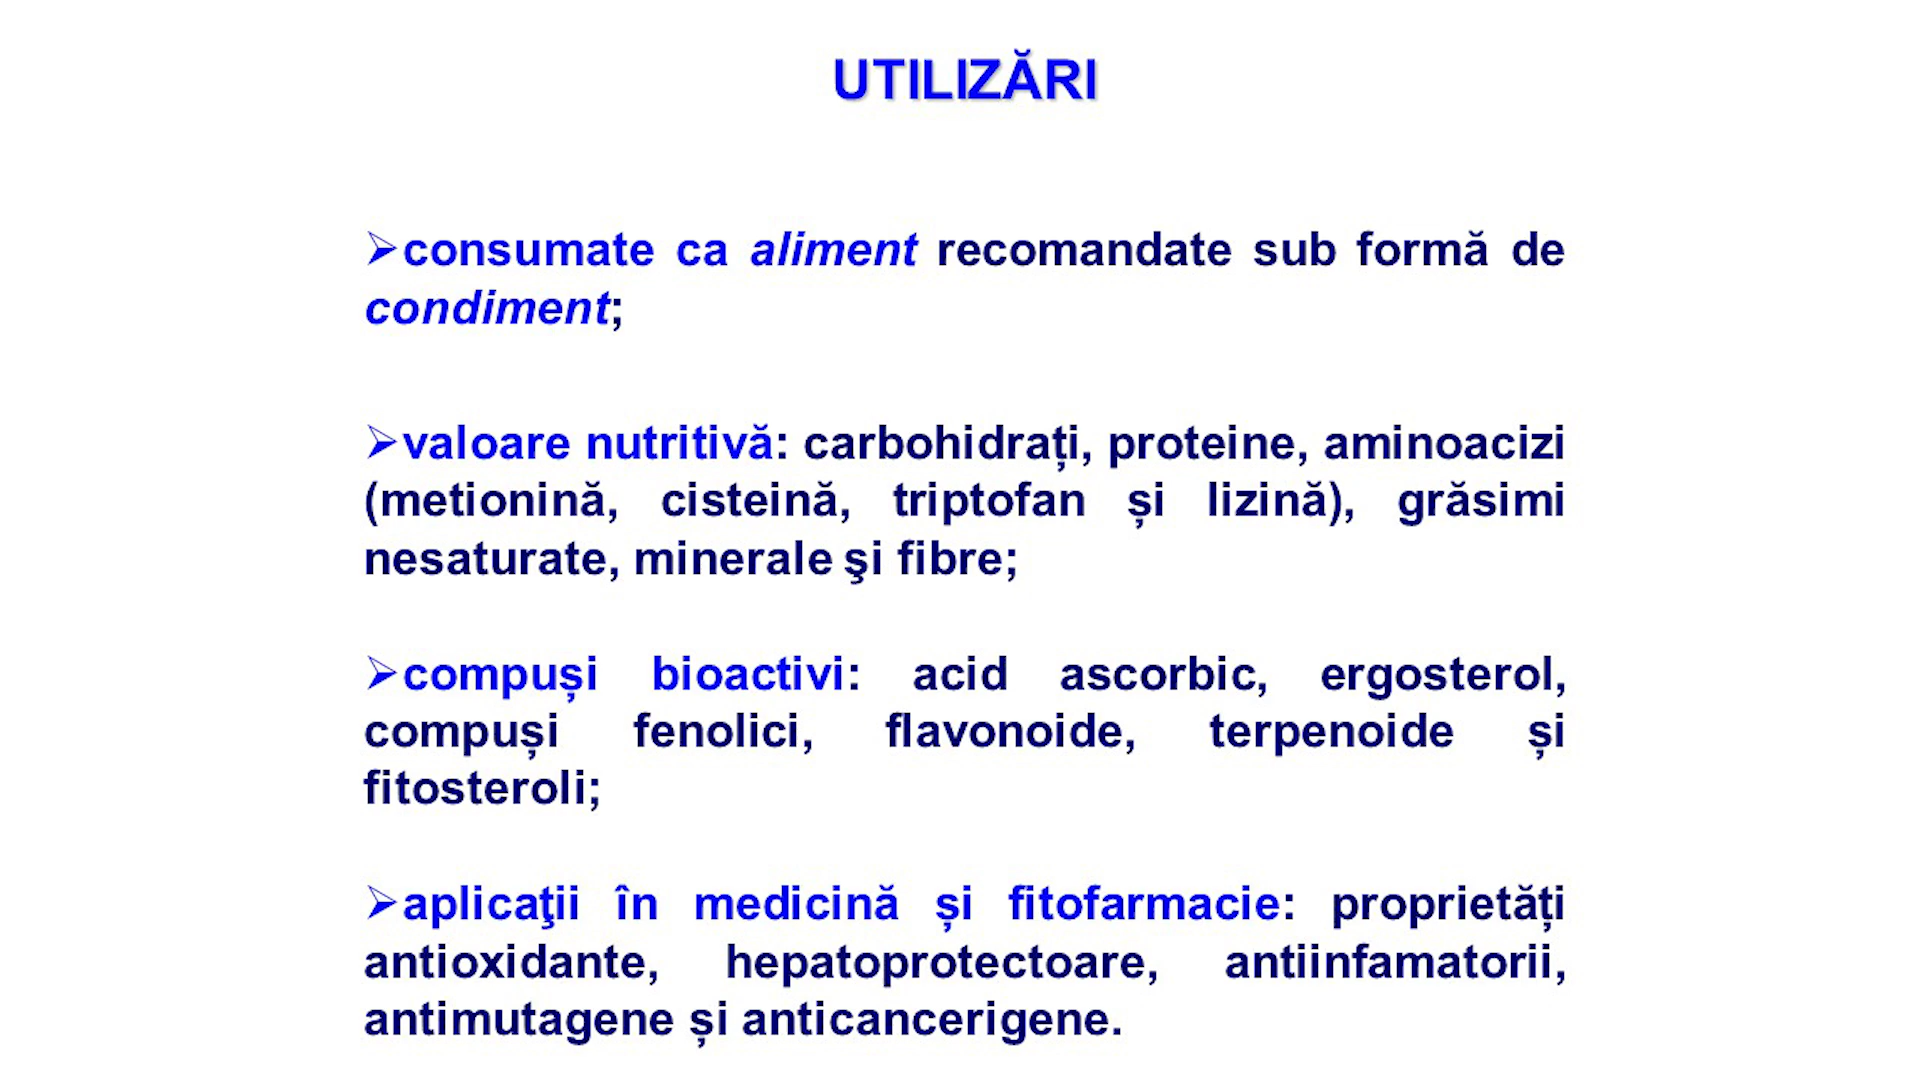 UTILIZĂRI
➢consumate ca aliment recomandate sub formă de
condiment;
➢valoare nutritivă: carbohidrați, proteine, aminoacizi
(metionină, cisteină, triptofan și lizină), grăsimi
nesaturate, minerale şi fibre;
➢compuși bioactivi: acid ascorbic, ergosterol,
compuși fenolici, flavonoide, terpenoide și
fitosteroli;
➢aplicaţii în medicină și fitofarmacie: proprietăți
antioxidante, hepatoprotectoare, antiinfamatorii,
antimutagene și anticancerigene.